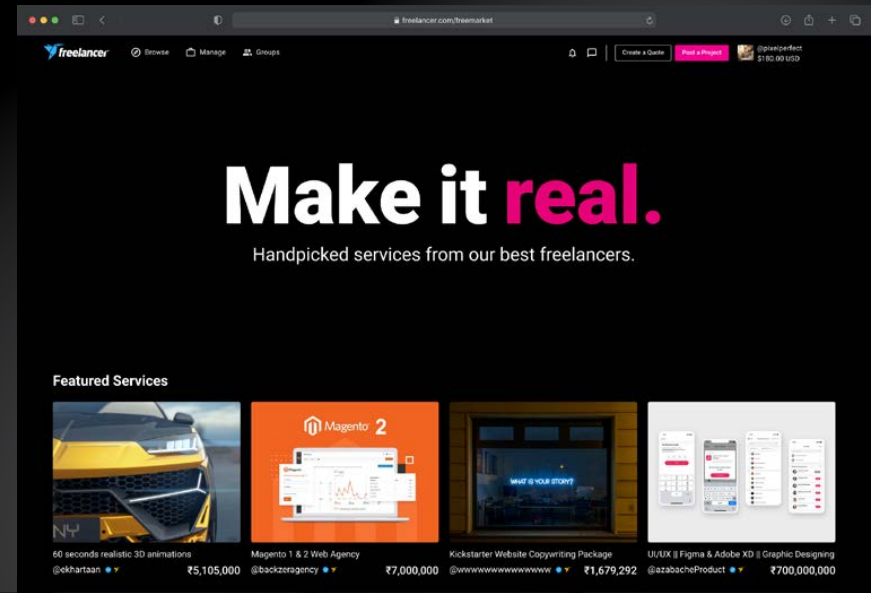 freelancer.com/freemarket
freelancer
Browse
Manage
Groups
Create a Quote
Post a Project
@pixelperfect
$180.00 USD
Make it real.
Handpicked services from our best freelancers.
Featured Services
NY
Magento 2
WHAT IS YOUR STORY?
60 seconds realistic 3D animations
@ekhartaan
₹5,105,000
Magento 1 & 2 Web Agency
@backzeragency
₹7,000,000
Kickstarter Website Copywriting Package
₹1,679,292
UI/UX || Figma & Adobe XD || Graphic Designing
@azabacheProduct
₹700,000,000